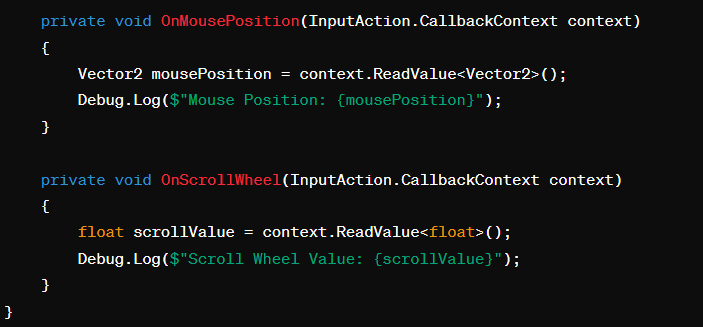 private void OnMousePosition(InputAction.CallbackContext context)
{
Vector2 mousePosition = context.ReadValue<Vector2>();
Debug.Log($"Mouse Position: {mousePosition}");
}
private void OnScrollWheel(InputAction.CallbackContext context)
{
float scrollValue = context.ReadValue<float>();
Debug.Log($"Scroll Wheel Value: {scrollValue}");
}
}